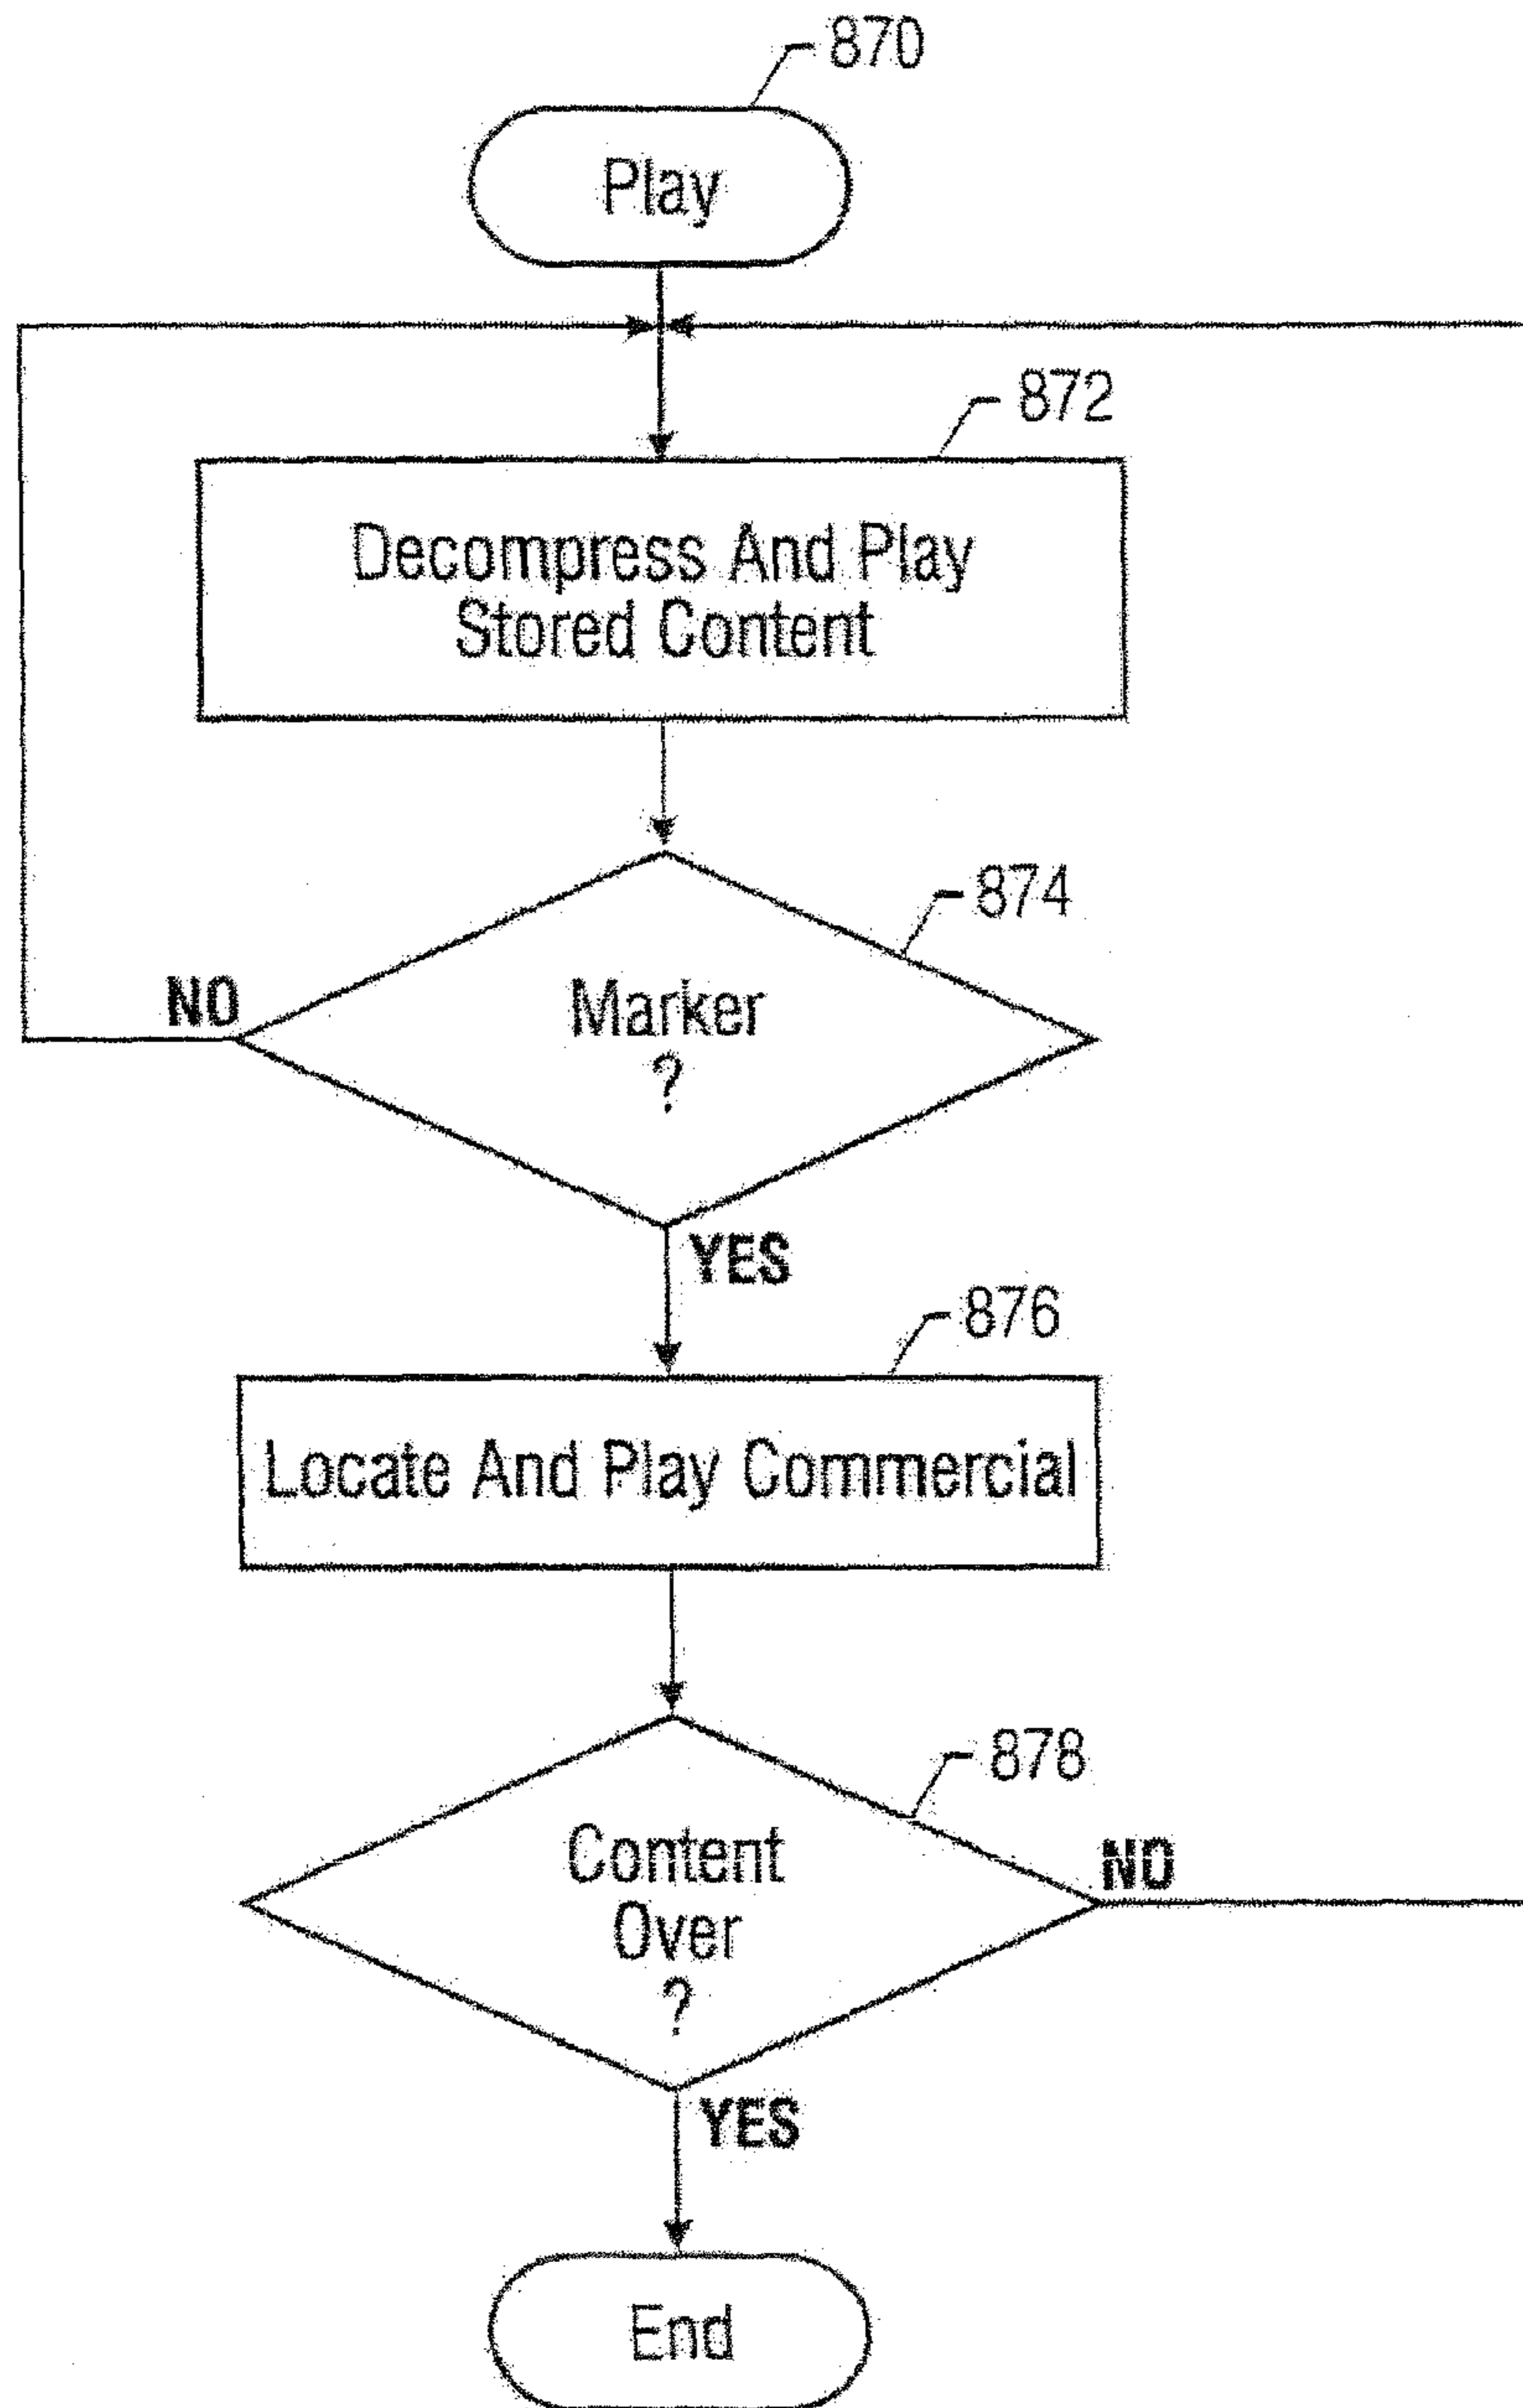 870
Play
872
Decompress And Play
Stored Content
874
NO
Marker
?
YES
876
Locate And Play Commercial
878
Content
Over
?
NO
YES
End